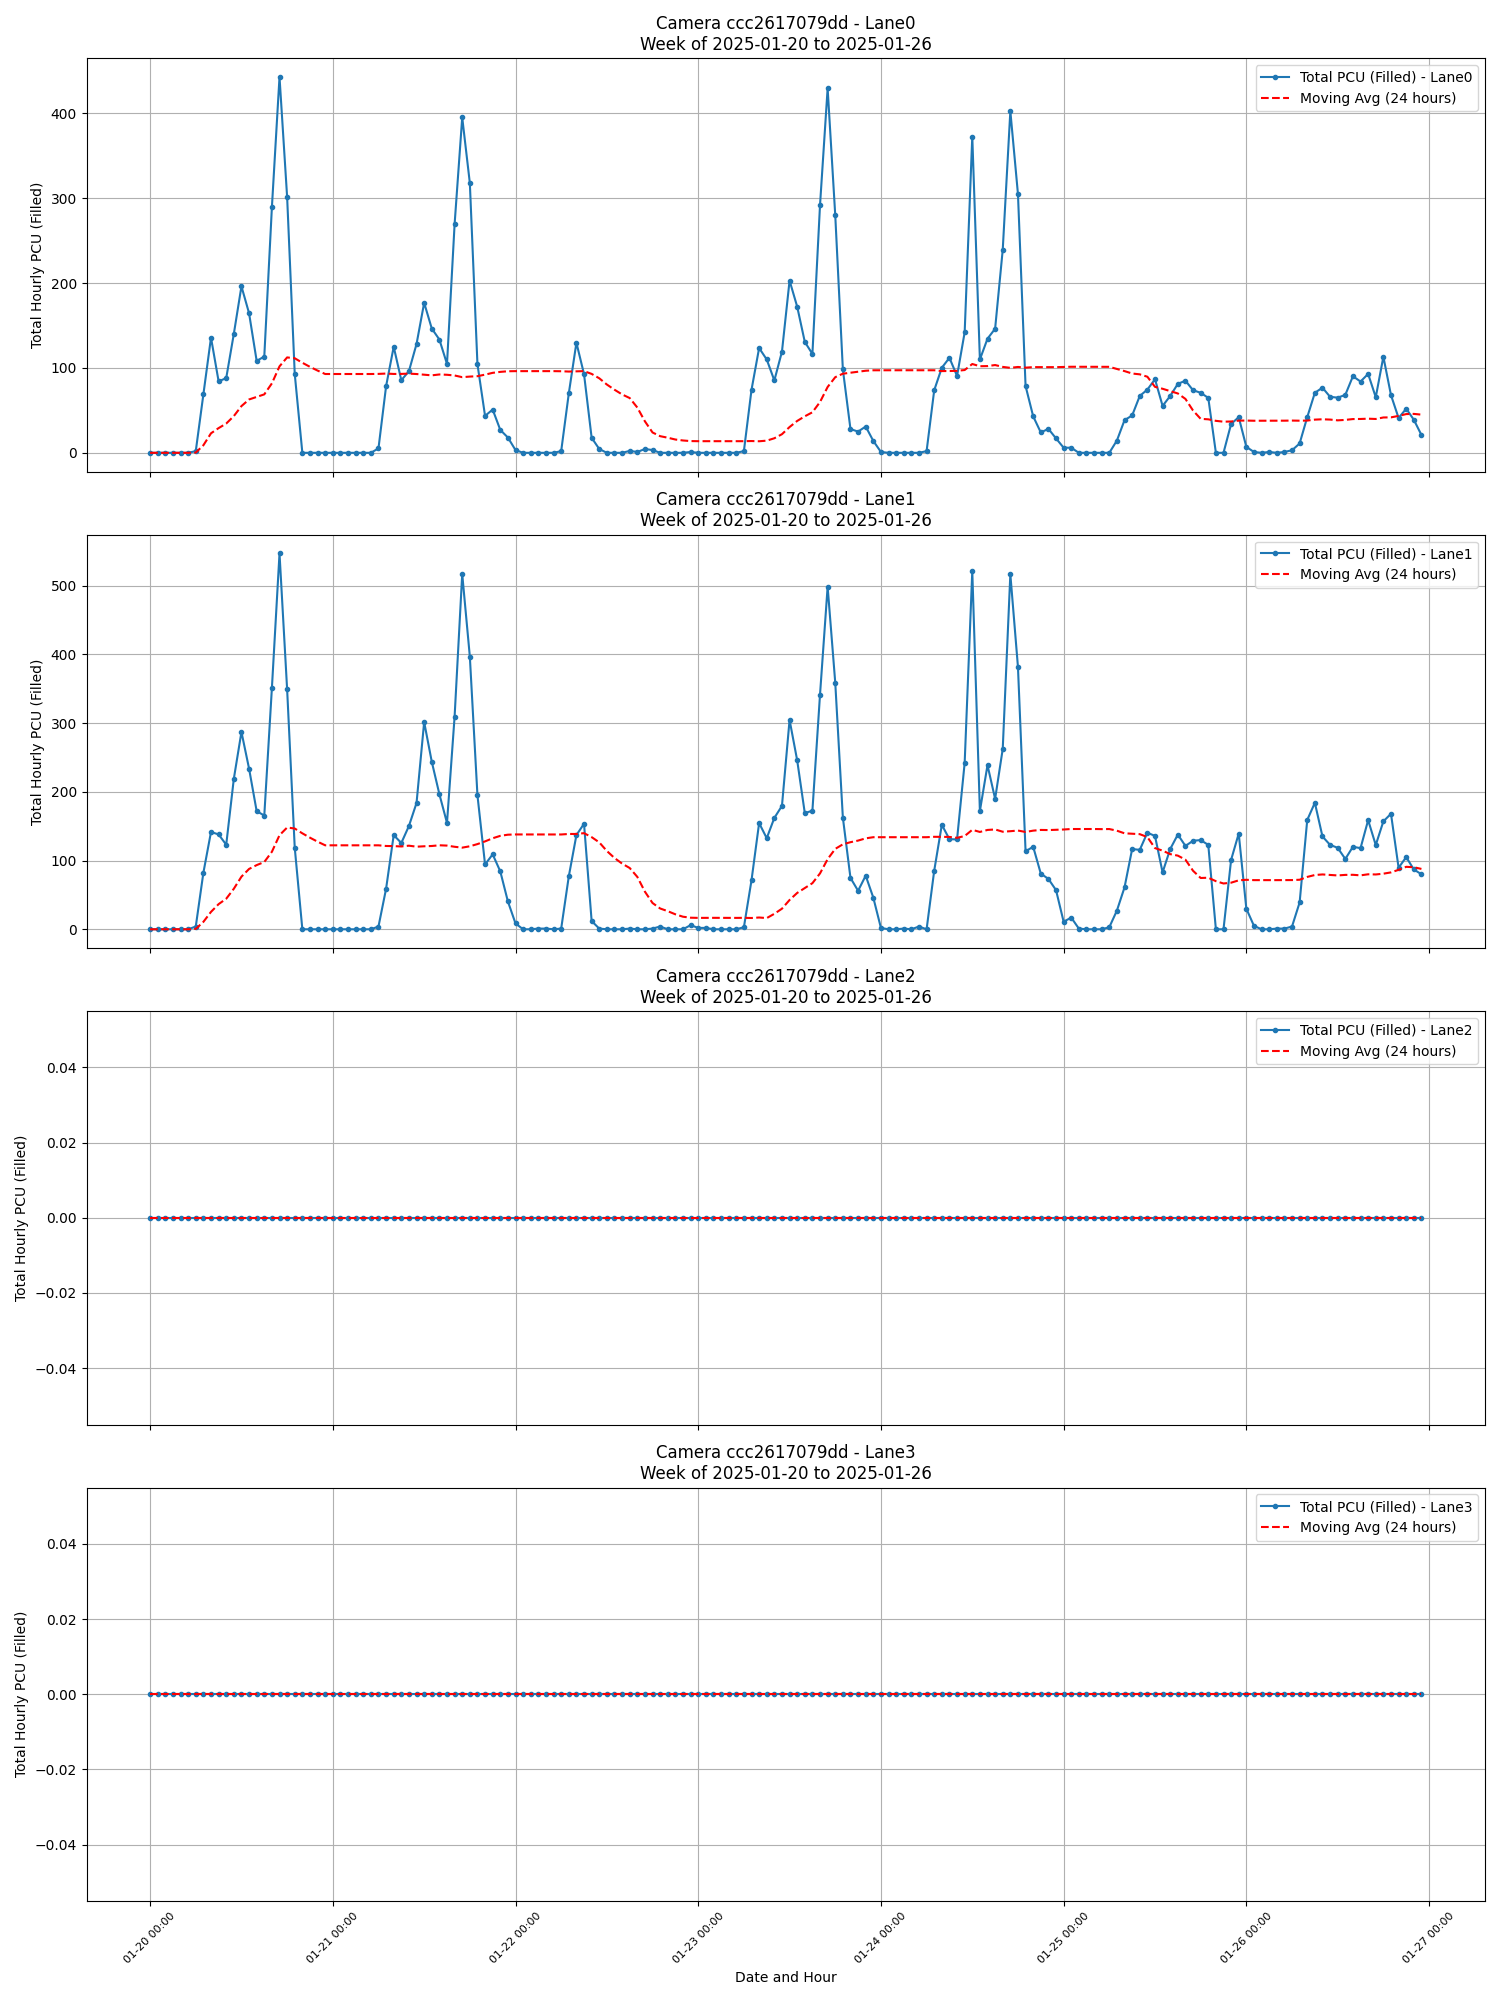 Camera ccc2617079dd - Lane0
Week of 2025-01-20 to 2025-01-26
Total PCU (Filled) - Lane0
Moving Avg (24 hours)
Total Hourly PCU (Filled)
400
300
200
100
0
Camera ccc2617079dd - Lane1
Week of 2025-01-20 to 2025-01-26
Total PCU (Filled) - Lane1
Moving Avg (24 hours)
Total Hourly PCU (Filled)
500
400
300
200
100
0
Camera ccc2617079dd - Lane2
Week of 2025-01-20 to 2025-01-26
Total PCU (Filled) - Lane2
Moving Avg (24 hours)
Total Hourly PCU (Filled)
0.04
0.02
0.00
−0.02
−0.04
Camera ccc2617079dd - Lane3
Week of 2025-01-20 to 2025-01-26
Total PCU (Filled) - Lane3
Moving Avg (24 hours)
Total Hourly PCU (Filled)
0.04
0.02
0.00
−0.02
−0.04
01-20 00:00
01-21 00:00
01-22 00:00
01-23 00:00
01-24 00:00
01-25 00:00
01-26 00:00
01-27 00:00
Date and Hour